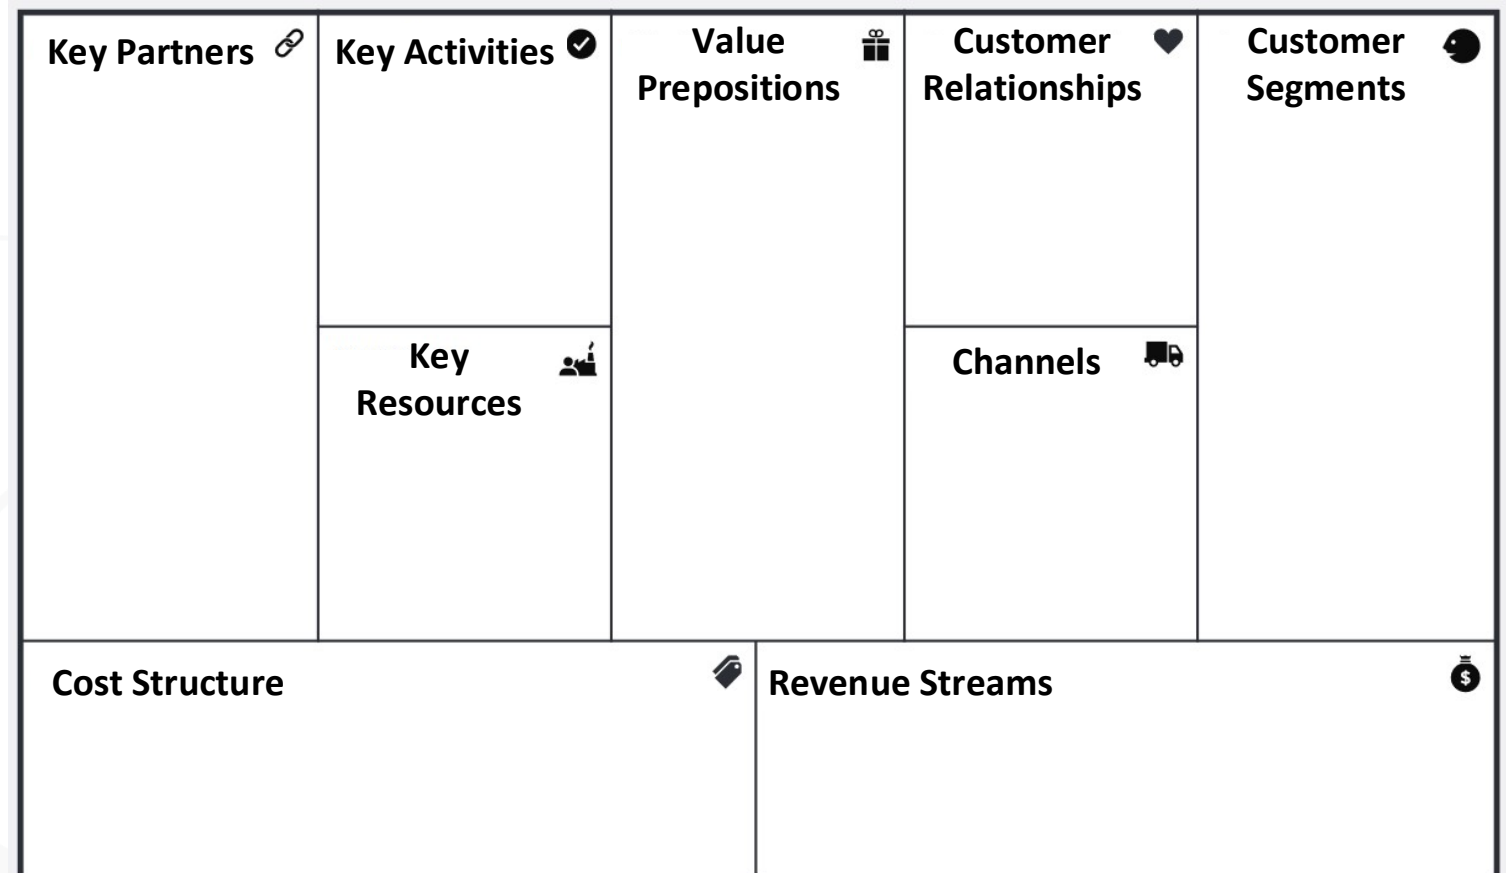 Key Partners
Key Activities
Value
Prepositions
Customer
Relationships
Customer
Segments
Key
Resources
Channels
Cost Structure
Revenue Streams
$